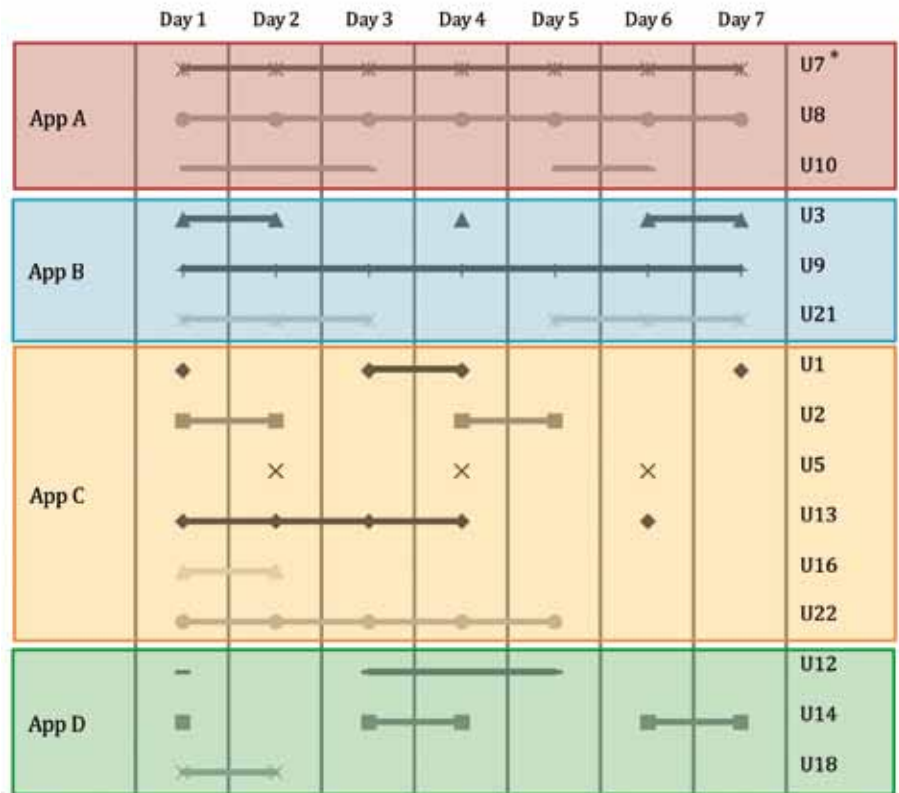 Day 1 Day 2 Day 3 Day 4 Day 5 Day 6 Day 7
App A
U7 *
U8
U10
App B
U3
U9
U21
App C
U1
U2
U5
U13
U16
U22
App D
U12
U14
U18